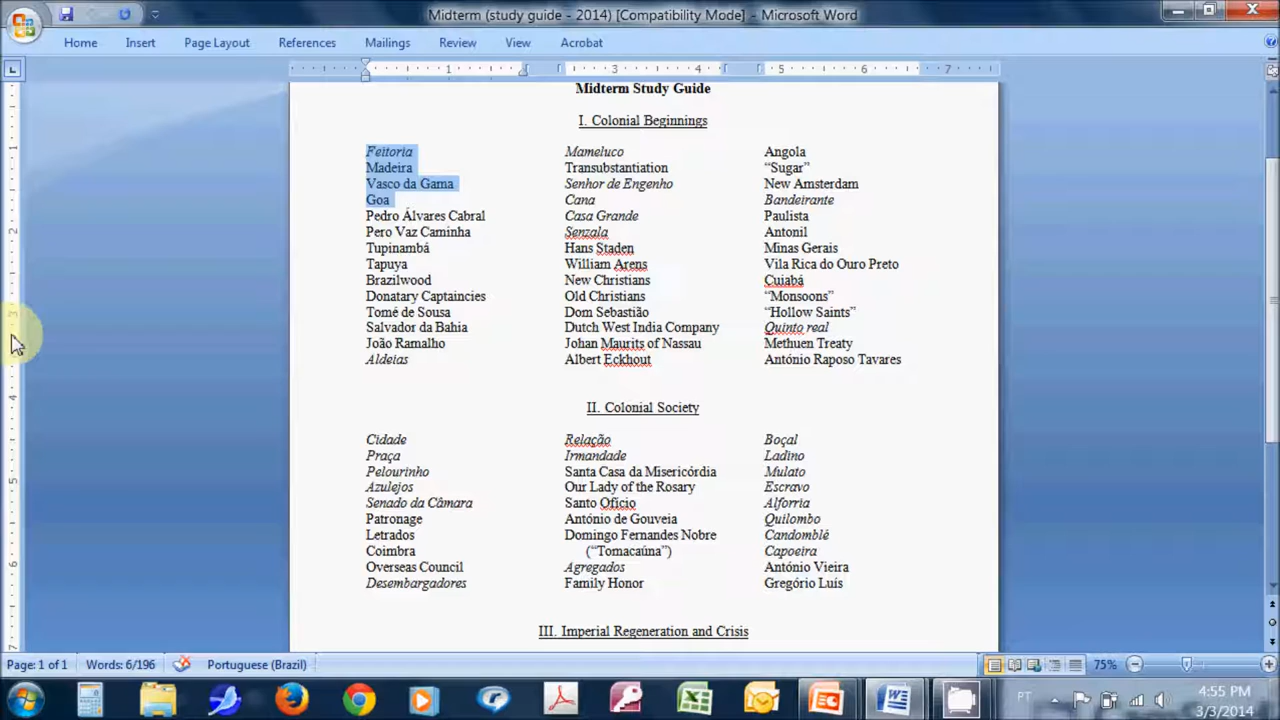 Midterm (study guide - 2014) [Compatibility Mode] - Microsoft Word
Home Insert Page Layout References Mailings Review View Acrobat
1 3 4 5 6 7
Midterm Study Guide
I. Colonial Beginnings
Feitoria Mameluco Angola
Madeira Transubstantiation “Sugar”
Vasco da Gama Senhor de Engenho New Amsterdam
Goa Cana Bandeirante
Pedro Álvares Cabral Casa Grande Paulista
Pero Vaz Caminha Senzala Antonil
Tupinambá Hans Staden Minas Gerais
Tapuya William Arens Vila Rica do Ouro Preto
Brazilwood New Christians Cuiabá
Donatary Captaincies Old Christians “Monsoons”
Tomé de Sousa Dom Sebastião “Hollow Saints”
Salvador da Bahia Dutch West India Company Quinto real
João Ramalho Johan Maurits of Nassau Methuen Treaty
Aldeias Albert Eckhout António Raposo Tavares
II. Colonial Society
Cidade Relação Boçal
Praça Irmandade Ladino
Pelourinho Santa Casa da Misericórdia Mulato
Azulejos Our Lady of the Rosary Escravo
Senado da Câmara Santo Ofício Alforria
Patronage António de Gouveia Quilombo
Letrados Domingo Fernandes Nobre Candomblé
Coimbra (“Tomacaúna”) Capoeira
Overseas Council Agregados António Vieira
Desembargadores Family Honor Gregório Luís
III. Imperial Regeneration and Crisis
Page: 1 of 1 Words: 6/196 Portuguese (Brazil) 75%
PT 4:55 PM
3/3/2014